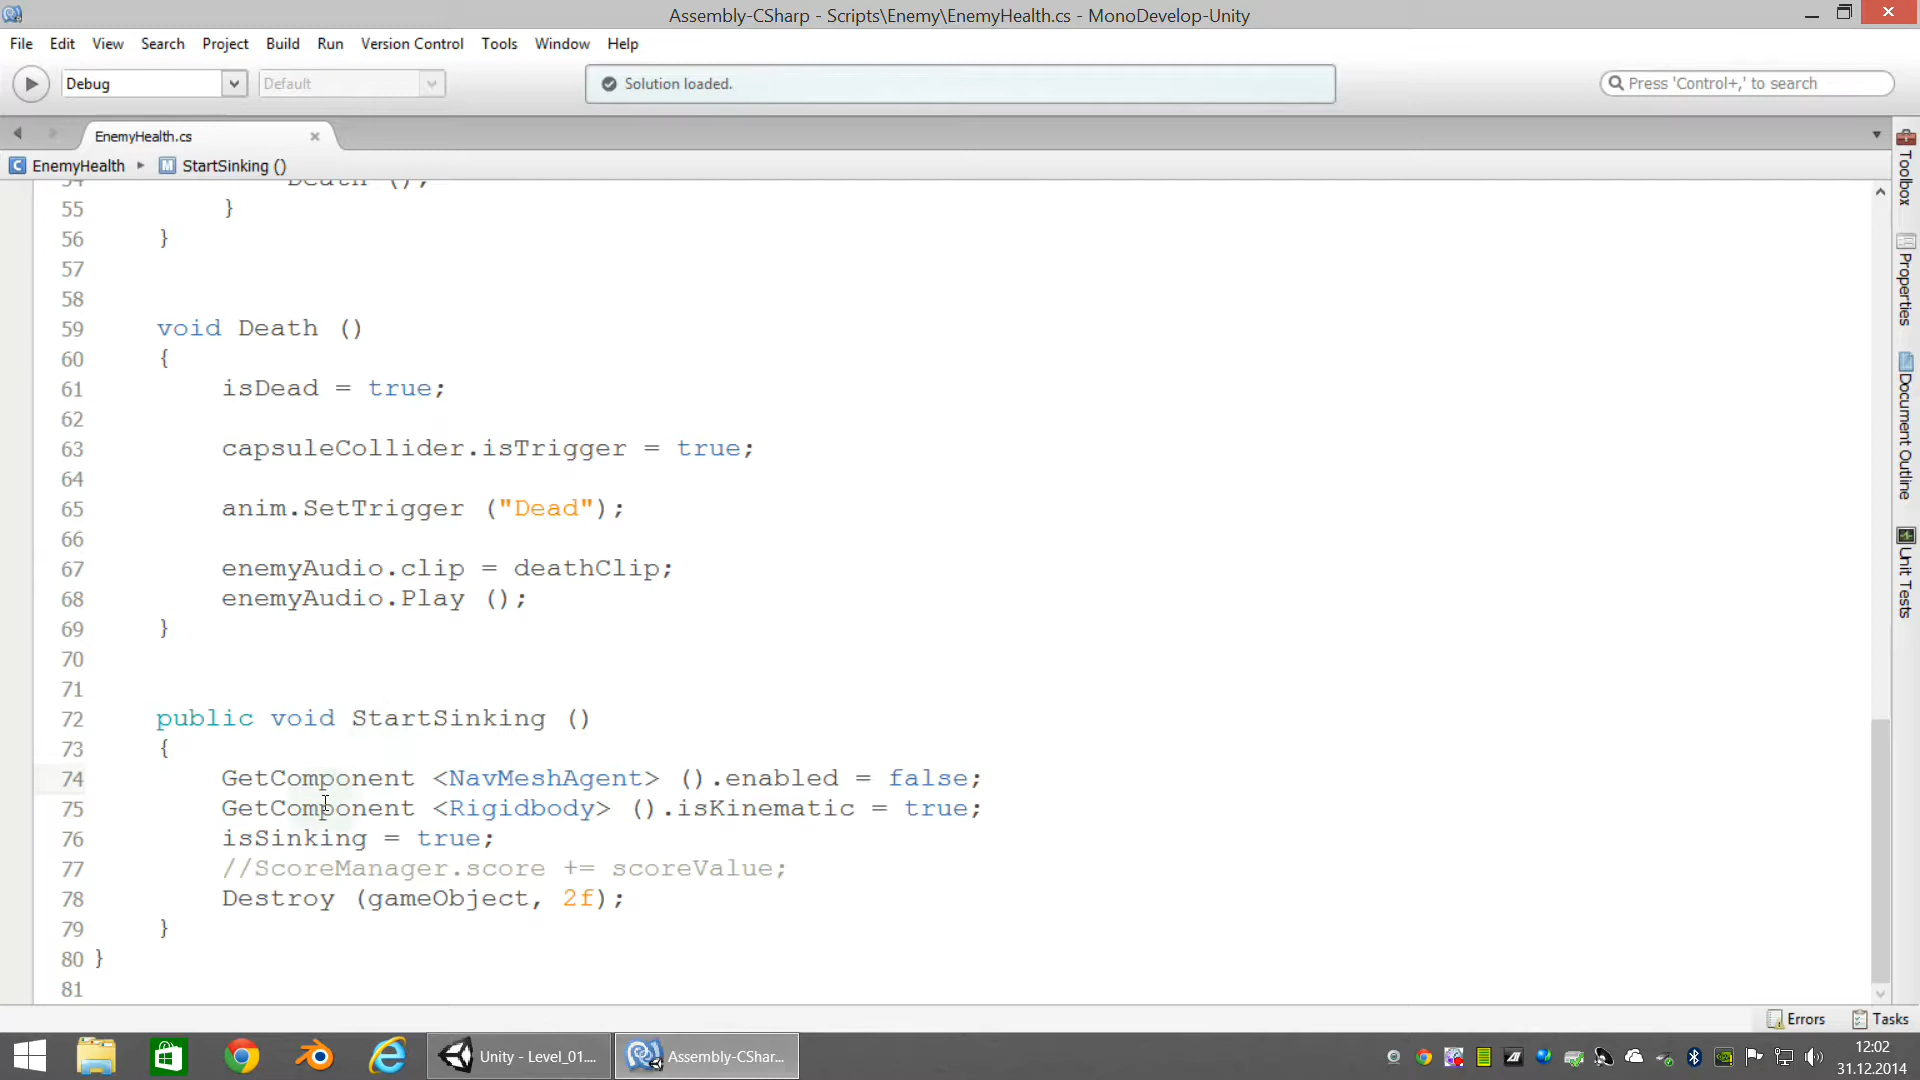 Assembly-CSharp - Scripts\Enemy\EnemyHealth.cs - MonoDevelop-Unity
File Edit View Search Project Build Run Version Control Tools Window Help
Debug Default Solution loaded. Press 'Control+,' to search
EnemyHealth.cs
EnemyHealth StartSinking ()
54 Death ();
55 }
56 }
57
58
59 void Death ()
60 {
61 isDead = true;
62
63 capsuleCollider.isTrigger = true;
64
65 anim.SetTrigger ("Dead");
66
67 enemyAudio.clip = deathClip;
68 enemyAudio.Play ();
69 }
70
71
72 public void StartSinking ()
73 {
74 GetComponent <NavMeshAgent> ().enabled = false;
75 GetComponent <Rigidbody> ().isKinematic = true;
76 isSinking = true;
77 //ScoreManager.score += scoreValue;
78 Destroy (gameObject, 2f);
79 }
80 }
81
Toolbox
Properties
Document Outline
Unit Tests
Errors Tasks
Unity - Level_01.... Assembly-CShar...
12:02
31.12.2014